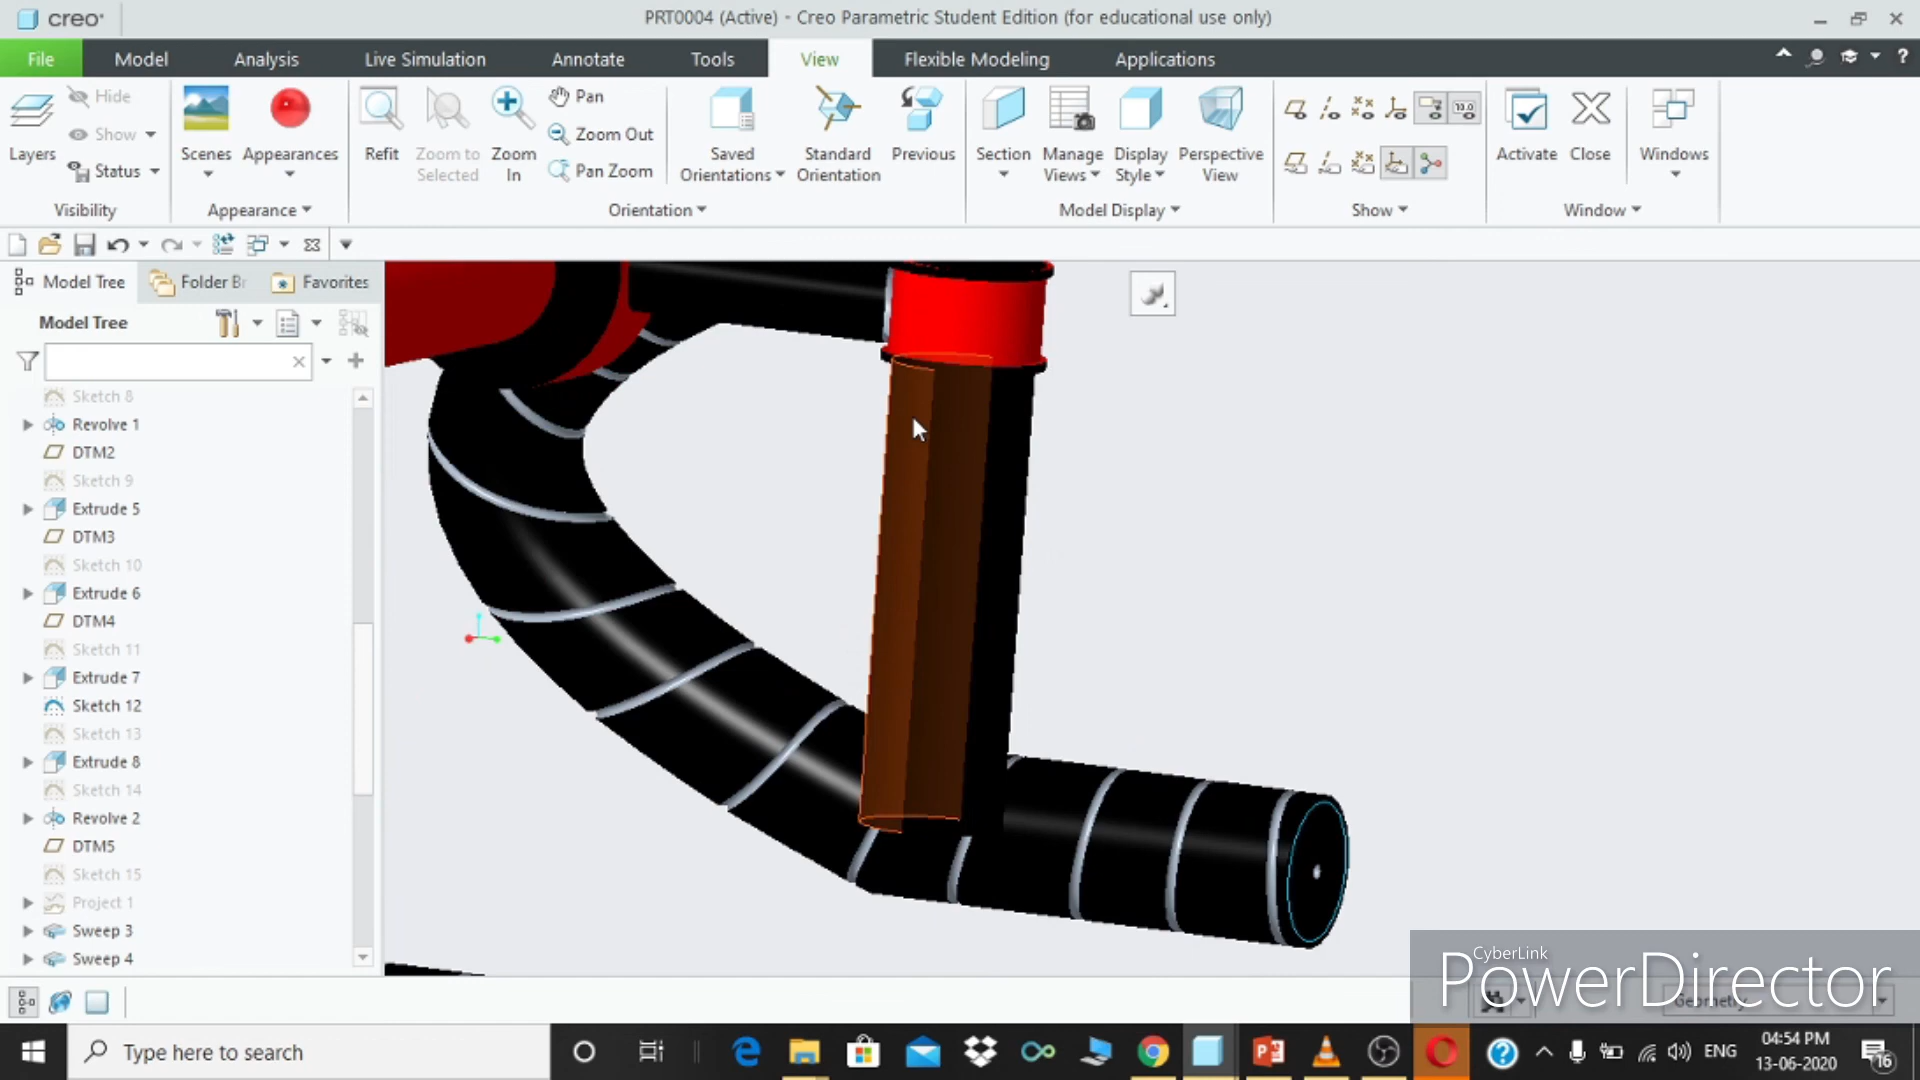 creo
PRT0004 (Active) - Creo Parametric Student Edition (for educational use only)
File Model Analysis Live Simulation Annotate Tools View Flexible Modeling Applications
Hide Show Status Layers Visibility
Scenes Appearances Appearance
Refit Zoom to Selected Zoom In Pan Zoom Out Pan Zoom
Saved Orientations Standard Orientation Previous Orientation
Section Manage Views Display Style Perspective View Model Display
Show
Activate Close Windows Window
Model Tree Folder Br Favorites
Model Tree
Sketch 8
Revolve 1
DTM2
Sketch 9
Extrude 5
DTM3
Sketch 10
Extrude 6
DTM4
Sketch 11
Extrude 7
Sketch 12
Sketch 13
Extrude 8
Sketch 14
Revolve 2
DTM5
Sketch 15
Project 1
Sweep 3
Sweep 4
CyberLink
PowerDirector
Geometry
Type here to search
ENG
04:54 PM
13-06-2020
16